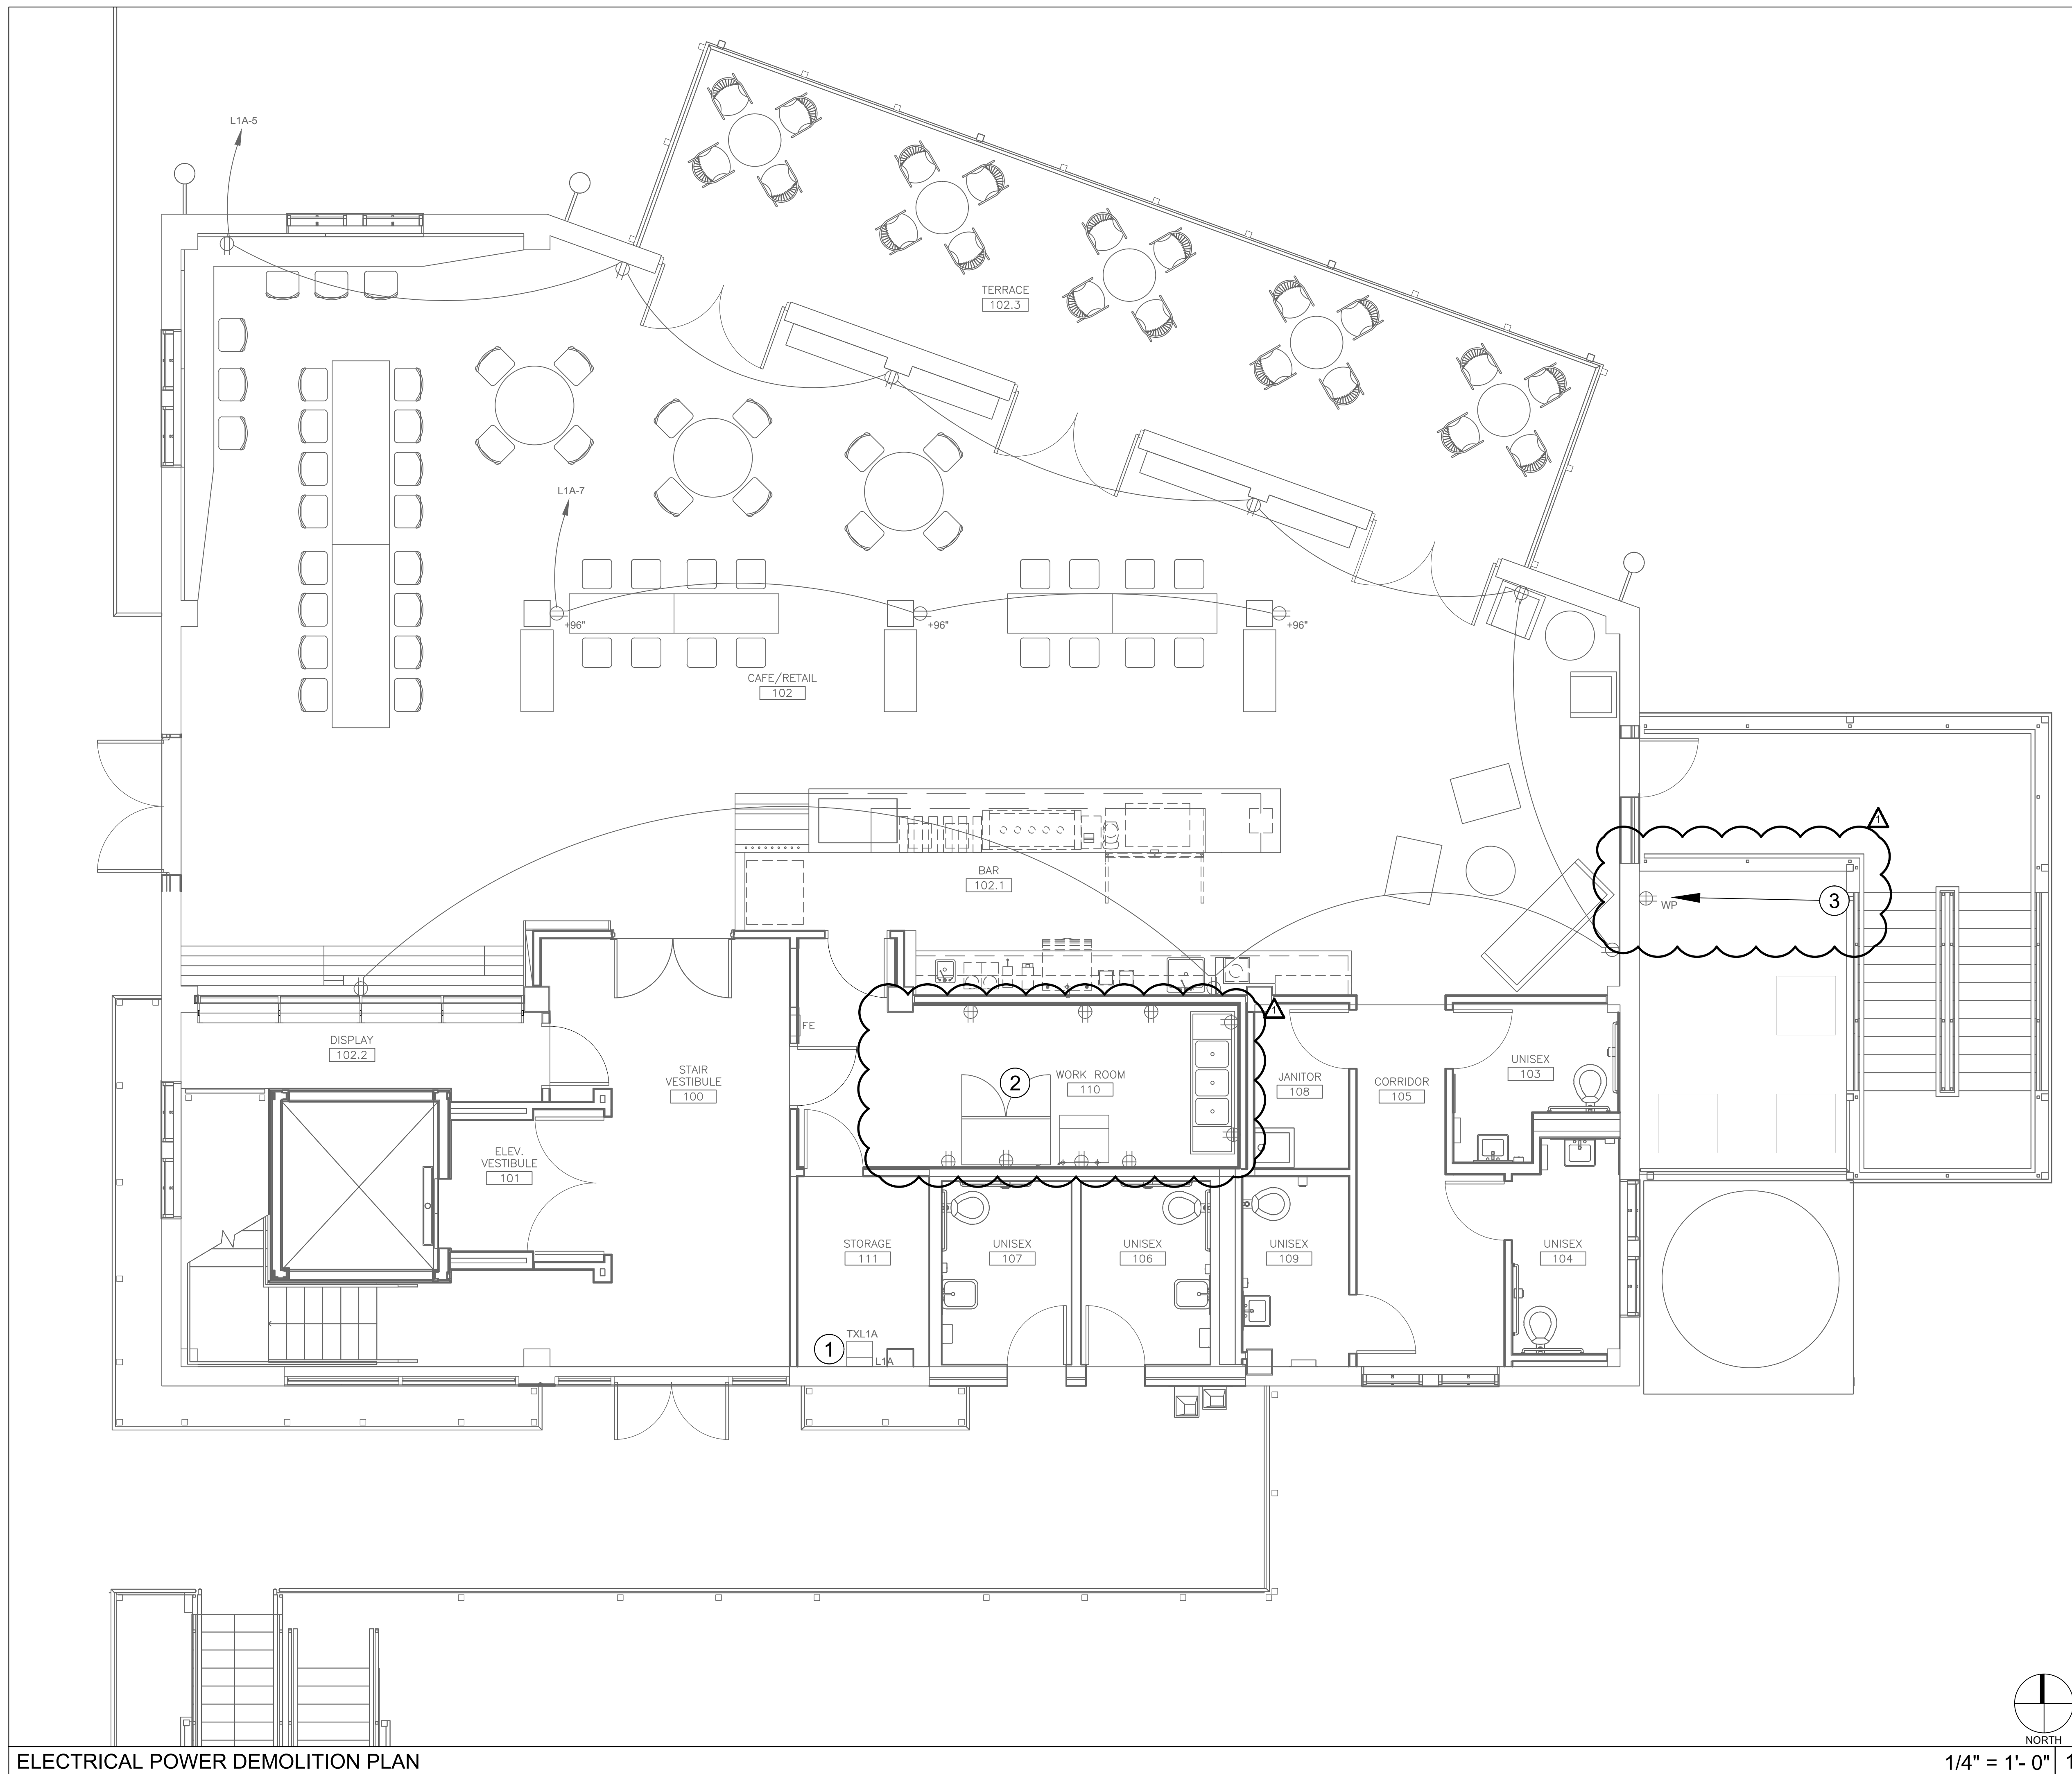 L1A-5
TERRACE
102.3
L1A-7
+96"
+96"
+96"
CAFE/RETAIL
102
1
BAR
102.1
WP
3
1
FE
DISPLAY
102.2
STAIR
VESTIBULE
100
2
WORK ROOM
110
JANITOR
108
CORRIDOR
105
UNISEX
103
ELEV.
VESTIBULE
101
STORAGE
111
UNISEX
107
UNISEX
106
UNISEX
109
UNISEX
104
1
TXL1A
L1A
NORTH
ELECTRICAL POWER DEMOLITION PLAN
1/4" = 1'- 0"
1